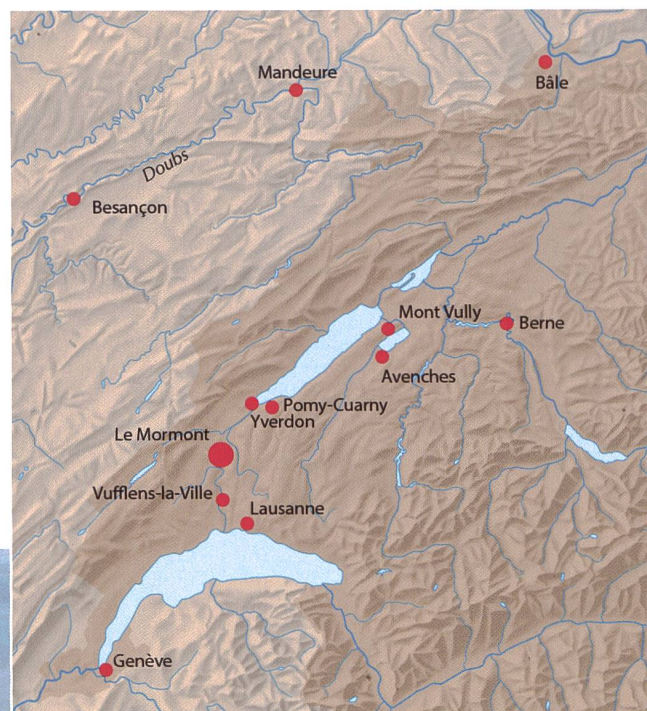 Mandeure
Bâle
Doubs
Besançon
Mont Vully
Berne
Avenches
Pomy-Cuarny
Yverdon
Le Mormont
Vufflens-la-Ville
Lausanne
Genève